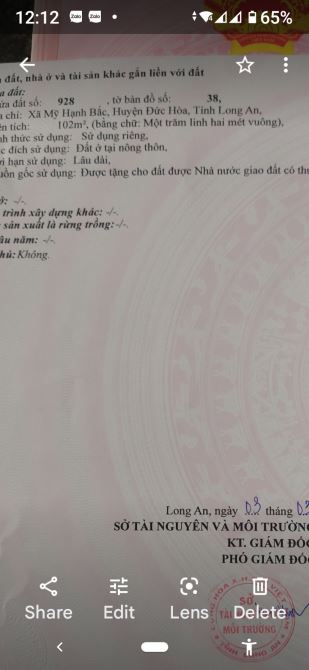 12:12 Zalo Zalo 65%
đất, nhà ở và tài sản khác gắn liền với đất
a đất:
ửa đất số: 928 , tờ bản đồ số: 38,
a chỉ: Xã Mỹ Hạnh Bắc, Huyện Đức Hòa, Tỉnh Long An,
ện tích: 102m², (bằng chữ: Một trăm linh hai mét vuông),
nh thức sử dụng: Sử dụng riêng,
c đích sử dụng: Đất ở tại nông thôn,
ời hạn sử dụng: Lâu dài,
uồn gốc sử dụng: Được tặng cho đất được Nhà nước giao đất có thu
ở: -/-.
trình xây dựng khác: -/-.
sản xuất là rừng trồng: -/-.
âu năm: -/-.
hú: Không.
Long An, ngày 03 tháng 03
SỞ TÀI NGUYÊN VÀ MÔI TRƯỜNG
KT. GIÁM ĐỐC
PHÓ GIÁM ĐỐC
SỞ
TÀI
MÔI TRƯỜNG
Share Edit Lens Delete